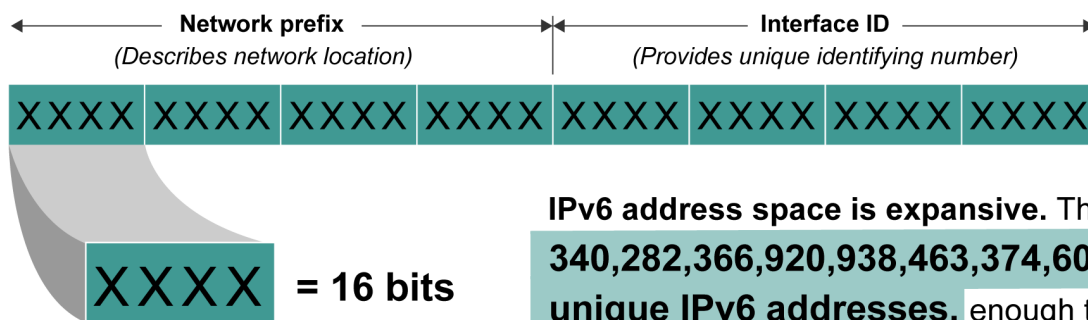 Network prefix Interface ID
(Describes network location) (Provides unique identifying number)
XXXX XXXX XXXX XXXX XXXX XXXX XXXX XXXX
IPv6 address space is expansive. Th
340,282,366,920,938,463,374,60
XXXX = 16 bits
unique IPv6 addresses, enough t